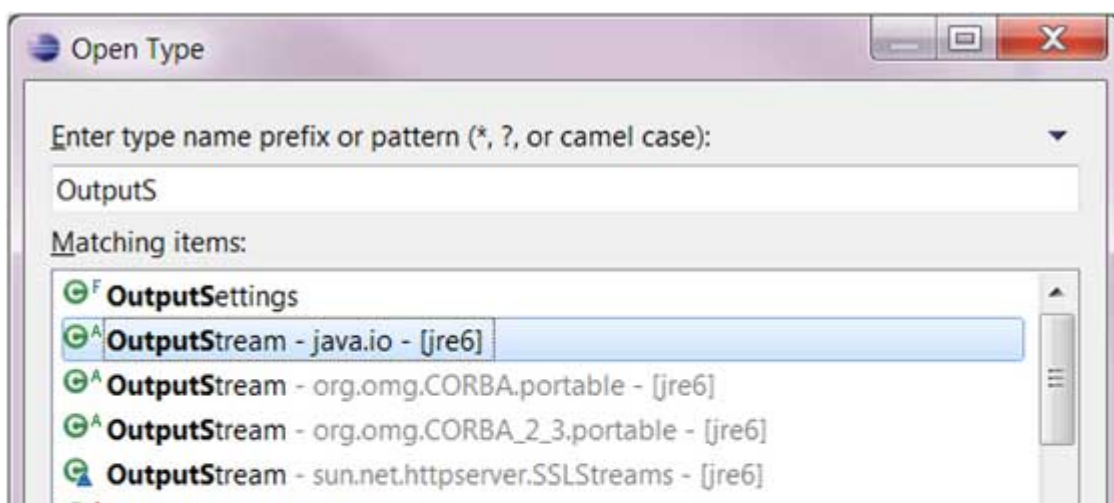 Open Type
Enter type name prefix or pattern (*, ?, or camel case):
OutputS
Matching items:
F OutputSettings
A OutputStream - java.io - [jre6]
A OutputStream - org.omg.CORBA.portable - [jre6]
A OutputStream - org.omg.CORBA_2_3.portable - [jre6]
OutputStream - sun.net.httpserver.SSLStreams - [jre6]